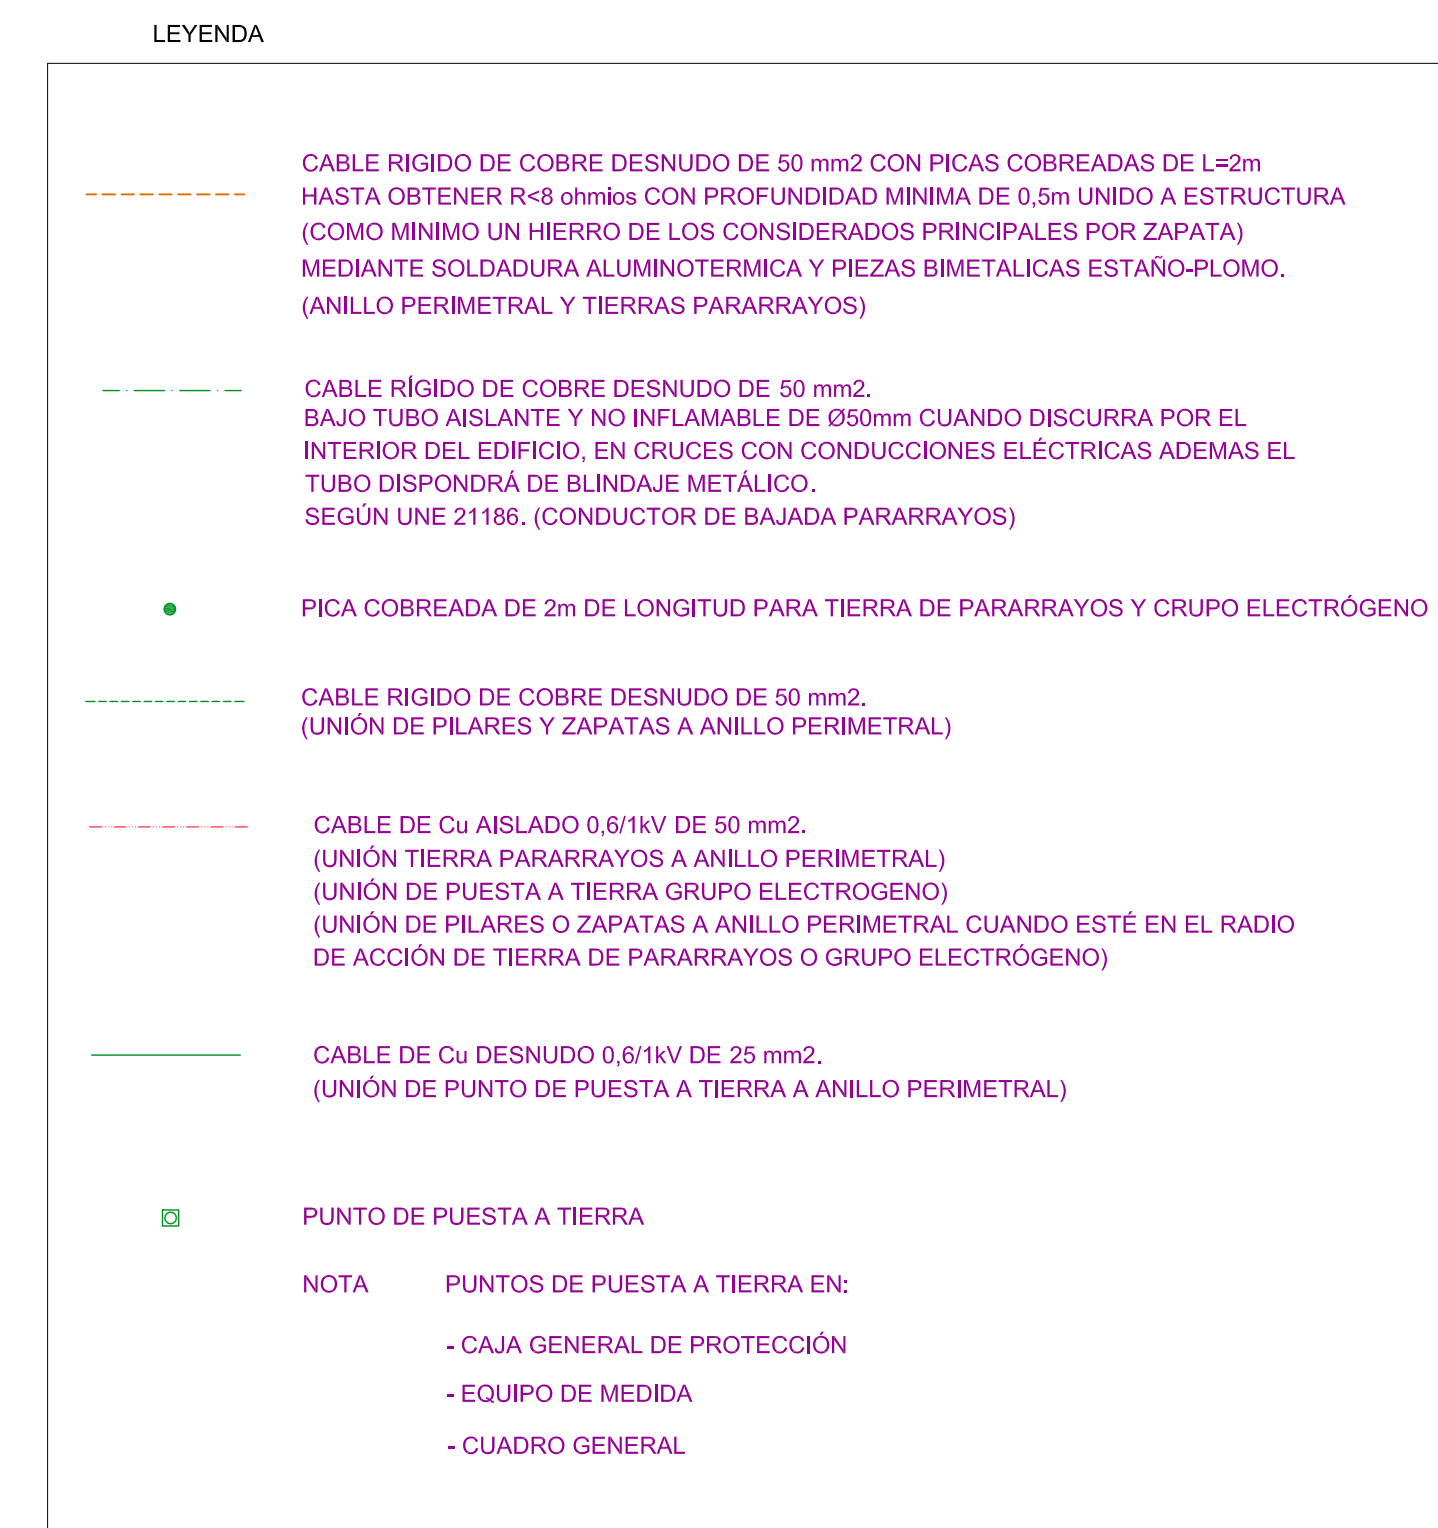 LEYENDA
CABLE RIGIDO DE COBRE DESNUDO DE 50 mm2 CON PICAS COBREADAS DE L=2m
HASTA OBTENER R<8 ohmios CON PROFUNDIDAD MINIMA DE 0,5m UNIDO A ESTRUCTURA
(COMO MINIMO UN HIERRO DE LOS CONSIDERADOS PRINCIPALES POR ZAPATA)
MEDIANTE SOLDADURA ALUMINOTERMICA Y PIEZAS BIMETALICAS ESTAÑO-PLOMO.
(ANILLO PERIMETRAL Y TIERRAS PARARRAYOS)
CABLE RÍGIDO DE COBRE DESNUDO DE 50 mm2.
BAJO TUBO AISLANTE Y NO INFLAMABLE DE Ø50mm CUANDO DISCURRA POR EL
INTERIOR DEL EDIFICIO, EN CRUCES CON CONDUCCIONES ELÉCTRICAS ADEMAS EL
TUBO DISPONDRÁ DE BLINDAJE METÁLICO.
SEGÚN UNE 21186. (CONDUCTOR DE BAJADA PARARRAYOS)
PICA COBREADA DE 2m DE LONGITUD PARA TIERRA DE PARARRAYOS Y CRUPO ELECTRÓGENO
CABLE RIGIDO DE COBRE DESNUDO DE 50 mm2.
(UNIÓN DE PILARES Y ZAPATAS A ANILLO PERIMETRAL)
CABLE DE Cu AISLADO 0,6/1kV DE 50 mm2.
(UNIÓN TIERRA PARARRAYOS A ANILLO PERIMETRAL)
(UNIÓN DE PUESTA A TIERRA GRUPO ELECTROGENO)
(UNIÓN DE PILARES O ZAPATAS A ANILLO PERIMETRAL CUANDO ESTÉ EN EL RADIO
DE ACCIÓN DE TIERRA DE PARARRAYOS O GRUPO ELECTRÓGENO)
CABLE DE Cu DESNUDO 0,6/1kV DE 25 mm2.
(UNIÓN DE PUNTO DE PUESTA A TIERRA A ANILLO PERIMETRAL)
PUNTO DE PUESTA A TIERRA
NOTA PUNTOS DE PUESTA A TIERRA EN:
- CAJA GENERAL DE PROTECCIÓN
- EQUIPO DE MEDIDA
- CUADRO GENERAL